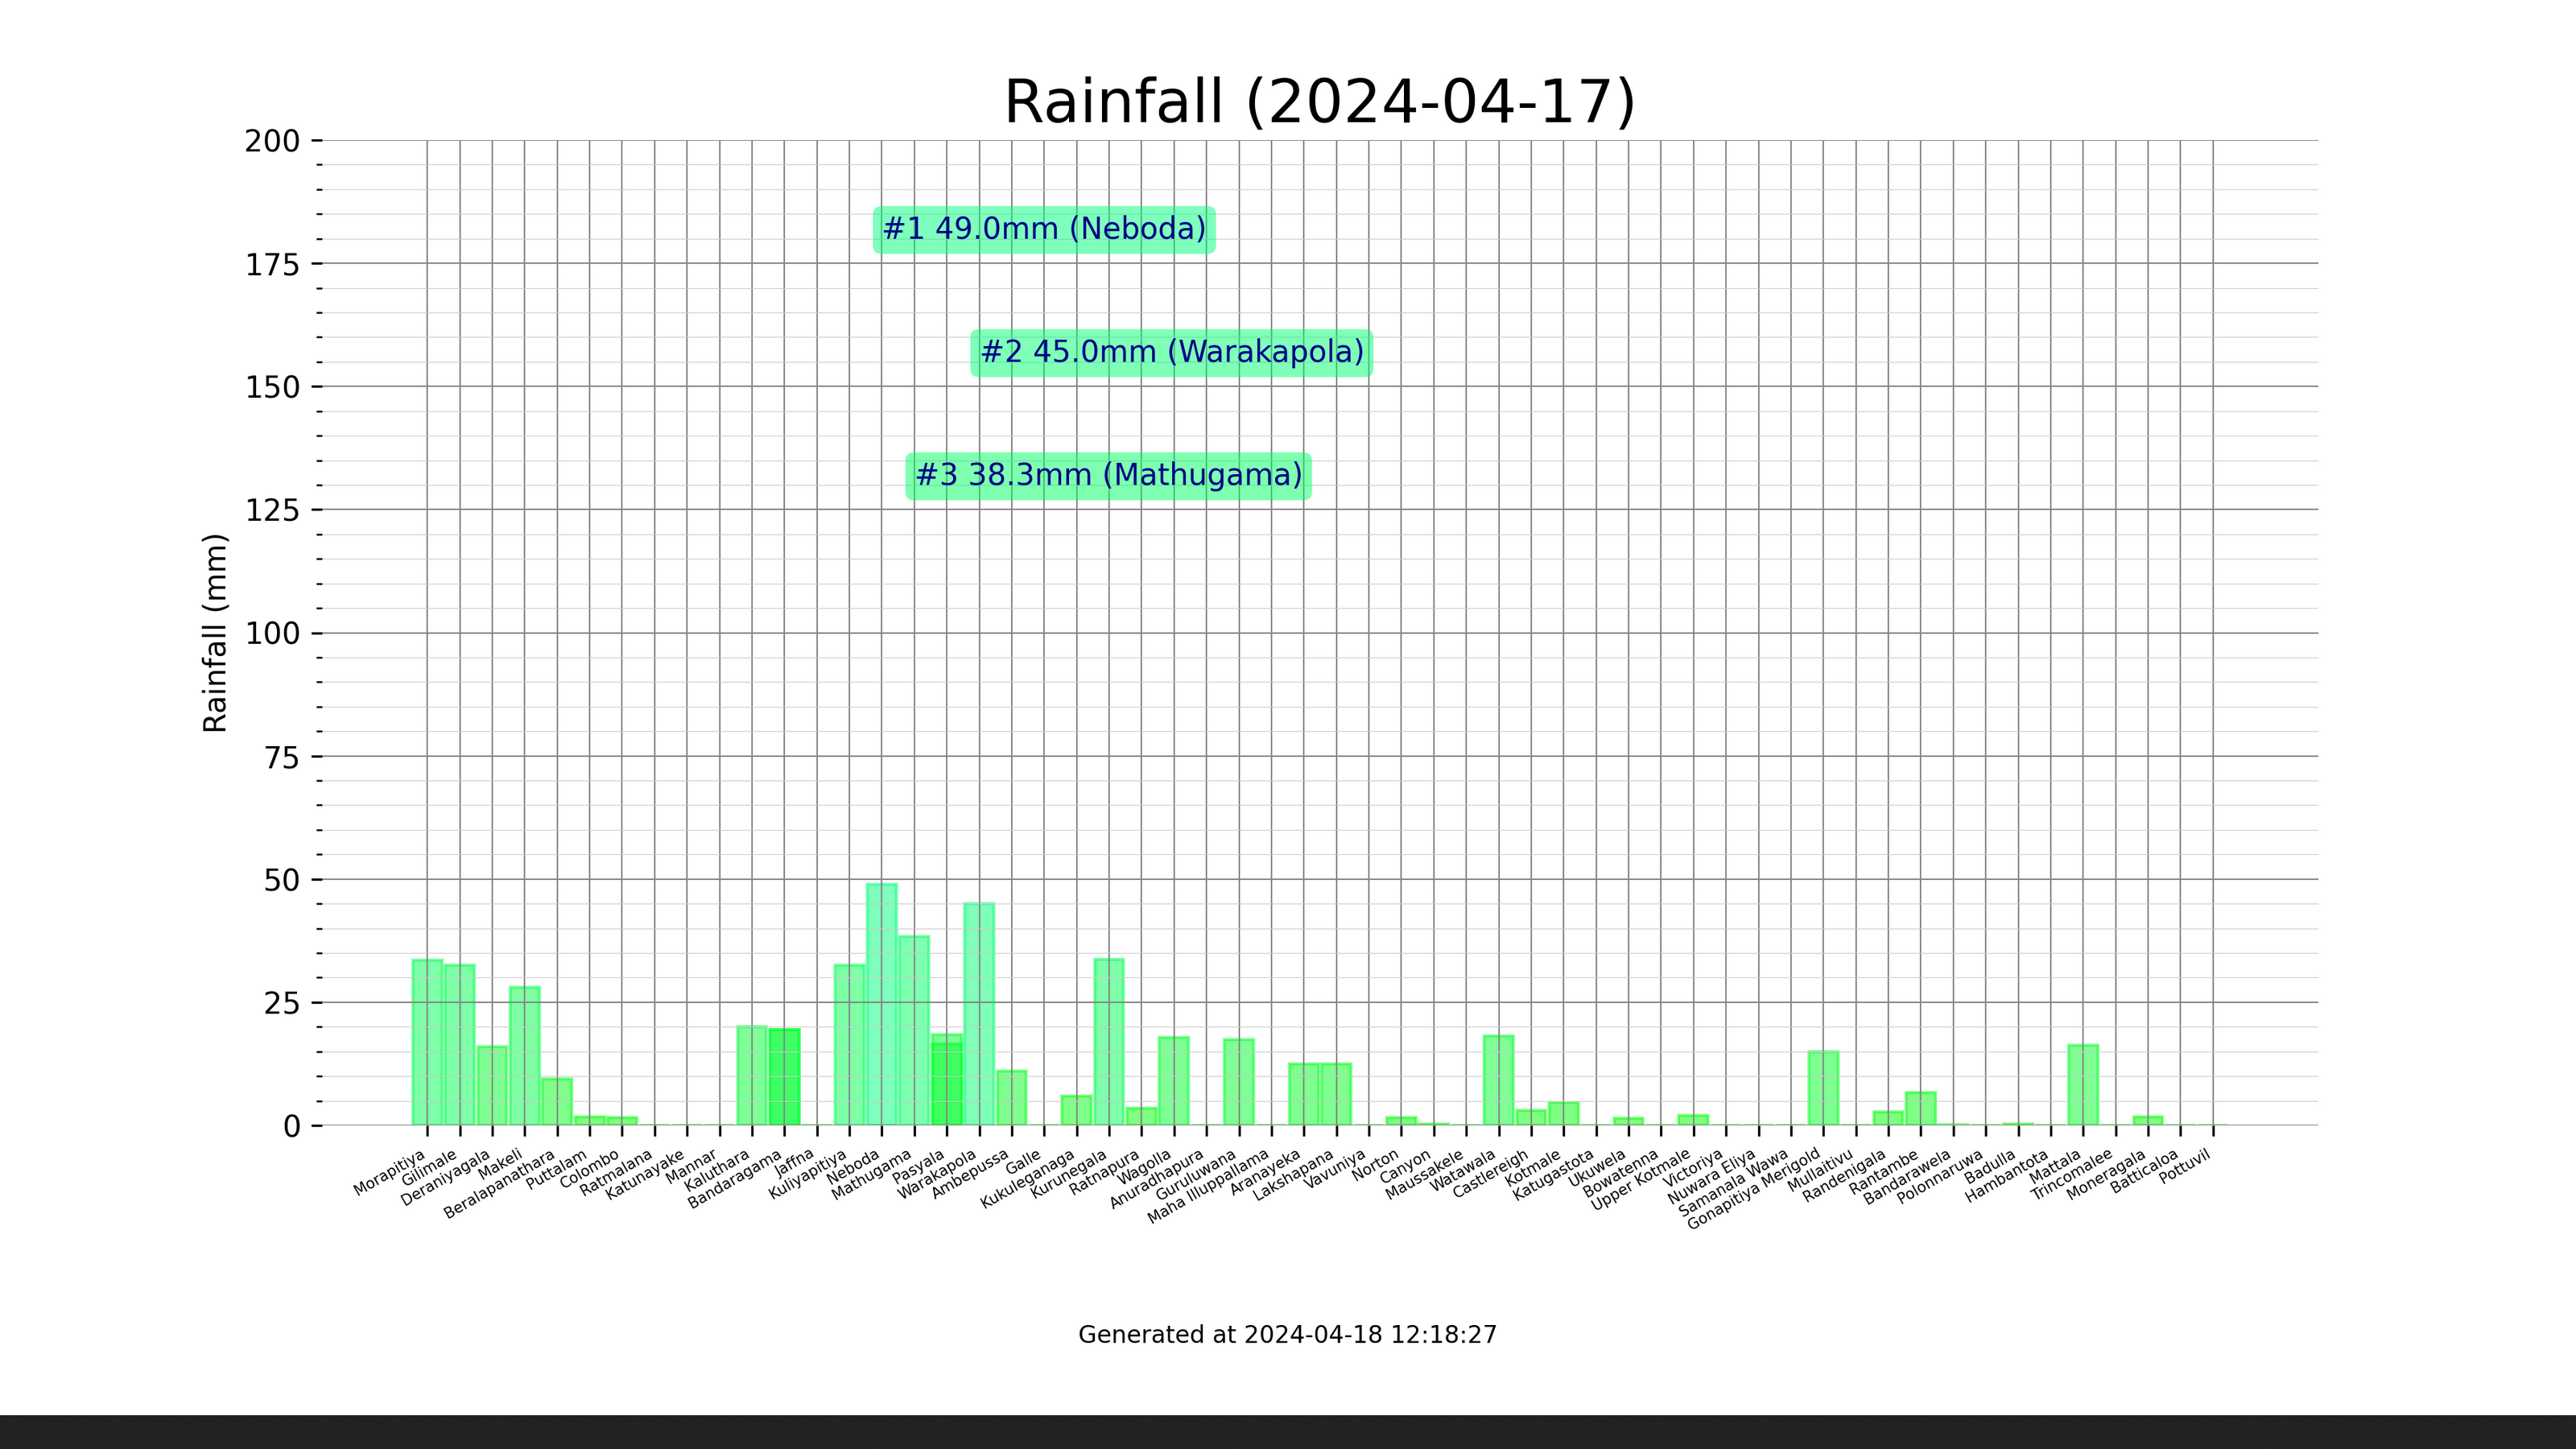 Rainfall (2024-04-17)
200
175
150
125
100
75
50
25
0
Rainfall (mm)
#1 49.0mm (Neboda)
#2 45.0mm (Warakapola)
#3 38.3mm (Mathugama)
Morapitiya
Gilimale
Deraniyagala
Makeli
Beralapanathara
Puttalam
Colombo
Ratmalana
Katunayake
Mannar
Kaluthara
Bandaragama
Jaffna
Kuliyapitiya
Neboda
Mathugama
Pasyala
Warakapola
Ambepussa
Galle
Kukuleganaga
Kurunegala
Ratnapura
Wagolla
Anuradhapura
Guruluwana
Maha Illuppallama
Aranayeka
Lakshapana
Vavuniya
Norton
Canyon
Maussakele
Watawala
Castlereigh
Kotmale
Katugastota
Ukuwela
Bowatenna
Upper Kotmale
Victoriya
Nuwara Eliya
Samanala Wawa
Gonapitiya Merigold
Mullaitivu
Randenigala
Rantambe
Bandarawela
Polonnaruwa
Badulla
Hambantota
Mattala
Trincomalee
Moneragala
Batticaloa
Pottuvil
Generated at 2024-04-18 12:18:27